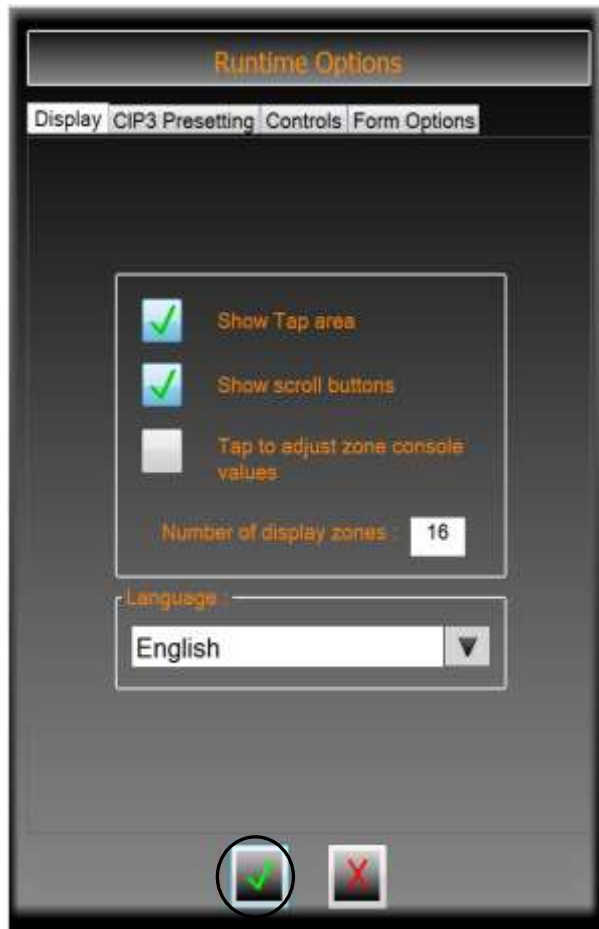 Runtime Options
Display CIP3 Presetting Controls Form Options
Show Tap area
Show scroll buttons
Tap to adjust zone console
values
Number of display zones : 16
Language :
English